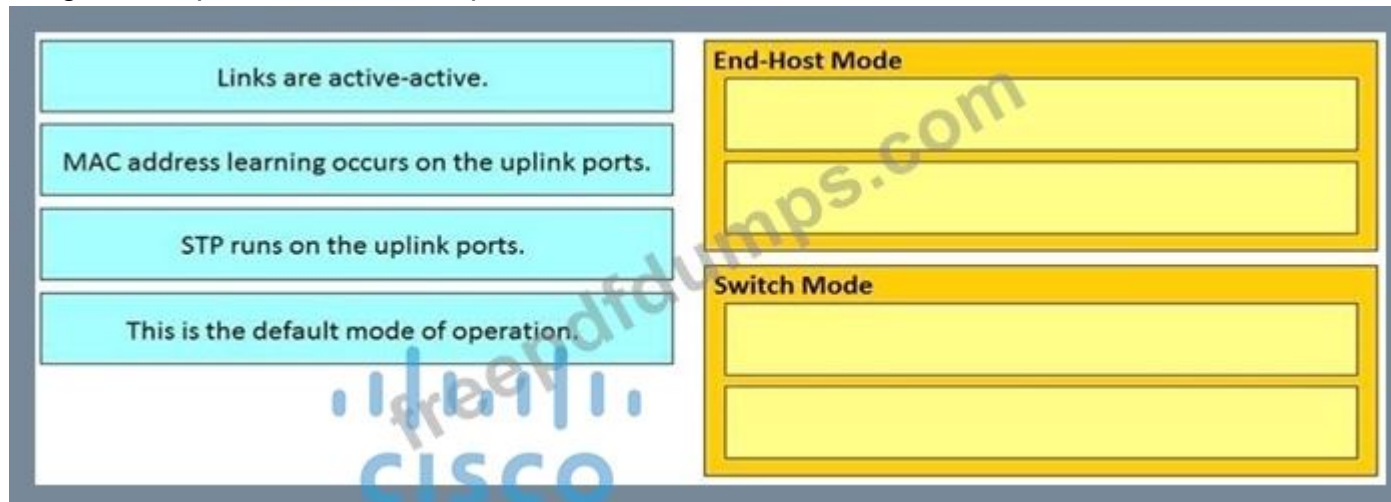 Links are active-active.
MAC address learning occurs on the uplink ports.
STP runs on the uplink ports.
This is the default mode of operation.
End-Host Mode
Switch Mode
freepdfdumps.com
CISCO